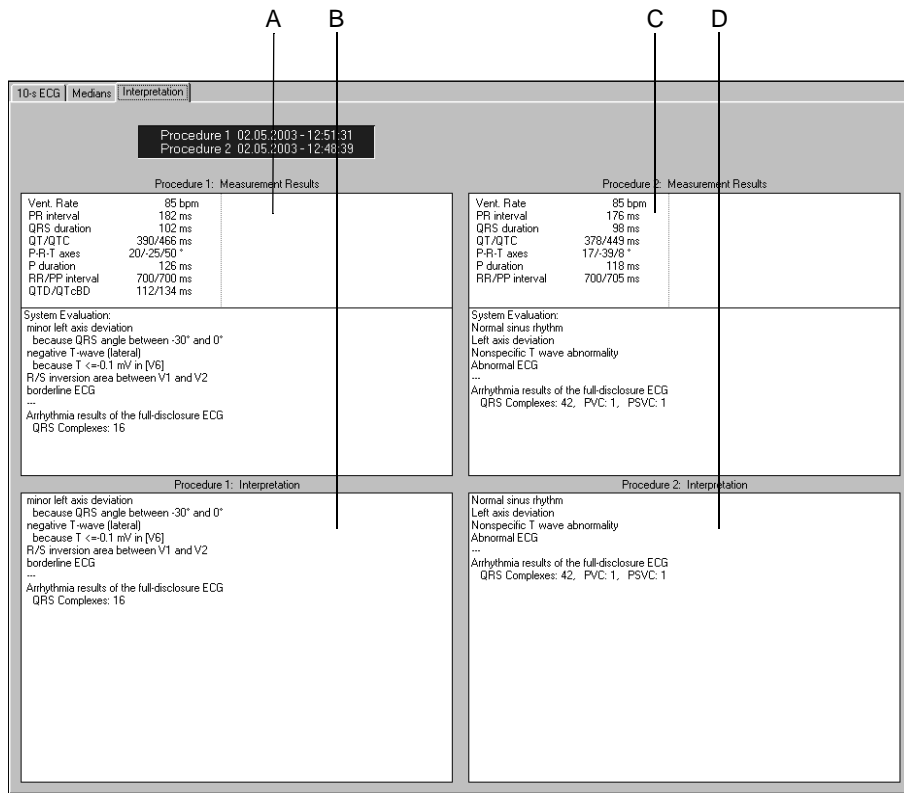 A B C D
10-s ECG Medians Interpretation
Procedure 1 02.05.2003 - 12:51:31
Procedure 2 02.05.2003 - 12:48:39
Procedure 1: Measurement Results
Vent. Rate 85 bpm
PR interval 182 ms
QRS duration 102 ms
QT/QTC 390/466 ms
P-R-T axes 20/-25/50 °
P duration 126 ms
RR/PP interval 700/700 ms
QTD/QTcBD 112/134 ms
System Evaluation:
minor left axis deviation
because QRS angle between -30° and 0°
negative T-wave (lateral)
because T <=-0.1 mV in [V6]
R/S inversion area between V1 and V2
borderline ECG
---
Arrhythmia results of the full-disclosure ECG
QRS Complexes: 16
Procedure 2: Measurement Results
Vent. Rate 85 bpm
PR interval 176 ms
QRS duration 98 ms
QT/QTC 378/449 ms
P-R-T axes 17/-39/8 °
P duration 118 ms
RR/PP interval 700/705 ms
System Evaluation:
Normal sinus rhythm
Left axis deviation
Nonspecific T wave abnormality
Abnormal ECG
---
Arrhythmia results of the full-disclosure ECG
QRS Complexes: 42, PVC: 1, PSVC: 1
Procedure 1: Interpretation
minor left axis deviation
because QRS angle between -30° and 0°
negative T-wave (lateral)
because T <=-0.1 mV in [V6]
R/S inversion area between V1 and V2
borderline ECG
---
Arrhythmia results of the full-disclosure ECG
QRS Complexes: 16
Procedure 2: Interpretation
Normal sinus rhythm
Left axis deviation
Nonspecific T wave abnormality
Abnormal ECG
---
Arrhythmia results of the full-disclosure ECG
QRS Complexes: 42, PVC: 1, PSVC: 1